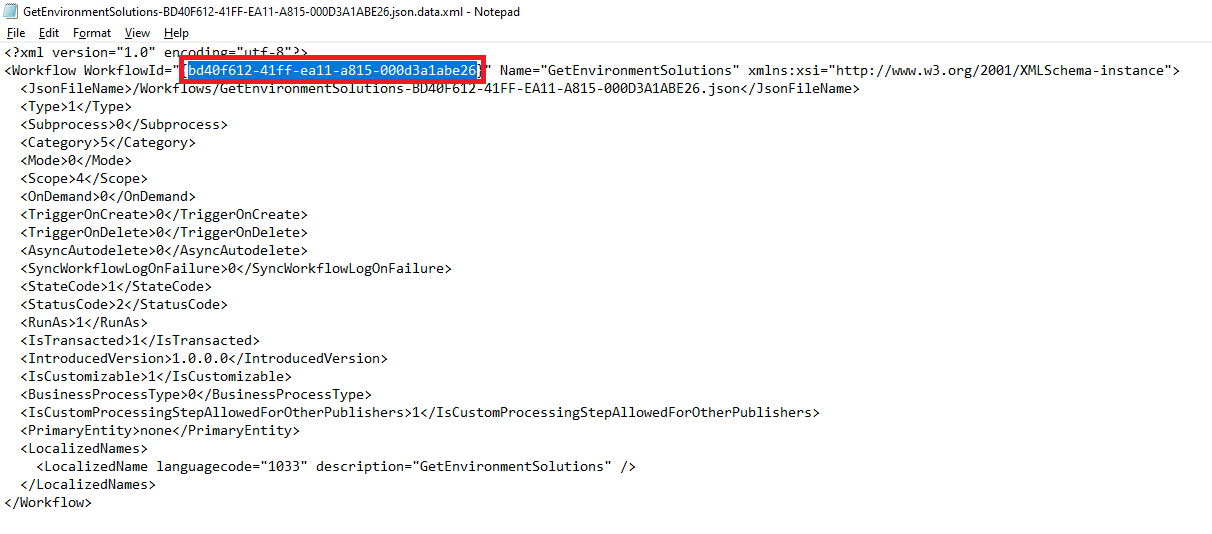 GetEnvironmentSolutions-BD40F612-41FF-EA11-A815-000D3A1ABE26.json.data.xml - Notepad
File Edit Format View Help
<?xml version="1.0" encoding="utf-8"?>
<Workflow WorkflowId="{bd40f612-41ff-ea11-a815-000d3a1abe26}" Name="GetEnvironmentSolutions" xmlns:xsi="http://www.w3.org/2001/XMLSchema-instance">
  <JsonFileName>/Workflows/GetEnvironmentSolutions-BD40F612-41FF-EA11-A815-000D3A1ABE26.json</JsonFileName>
  <Type>1</Type>
  <Subprocess>0</Subprocess>
  <Category>5</Category>
  <Mode>0</Mode>
  <Scope>4</Scope>
  <OnDemand>0</OnDemand>
  <TriggerOnCreate>0</TriggerOnCreate>
  <TriggerOnDelete>0</TriggerOnDelete>
  <AsyncAutodelete>0</AsyncAutodelete>
  <SyncWorkflowLogOnFailure>0</SyncWorkflowLogOnFailure>
  <StateCode>1</StateCode>
  <StatusCode>2</StatusCode>
  <RunAs>1</RunAs>
  <IsTransacted>1</IsTransacted>
  <IntroducedVersion>1.0.0.0</IntroducedVersion>
  <IsCustomizable>1</IsCustomizable>
  <BusinessProcessType>0</BusinessProcessType>
  <IsCustomProcessingStepAllowedForOtherPublishers>1</IsCustomProcessingStepAllowedForOtherPublishers>
  <PrimaryEntity>none</PrimaryEntity>
  <LocalizedNames>
    <LocalizedName languagecode="1033" description="GetEnvironmentSolutions" />
  </LocalizedNames>
</Workflow>